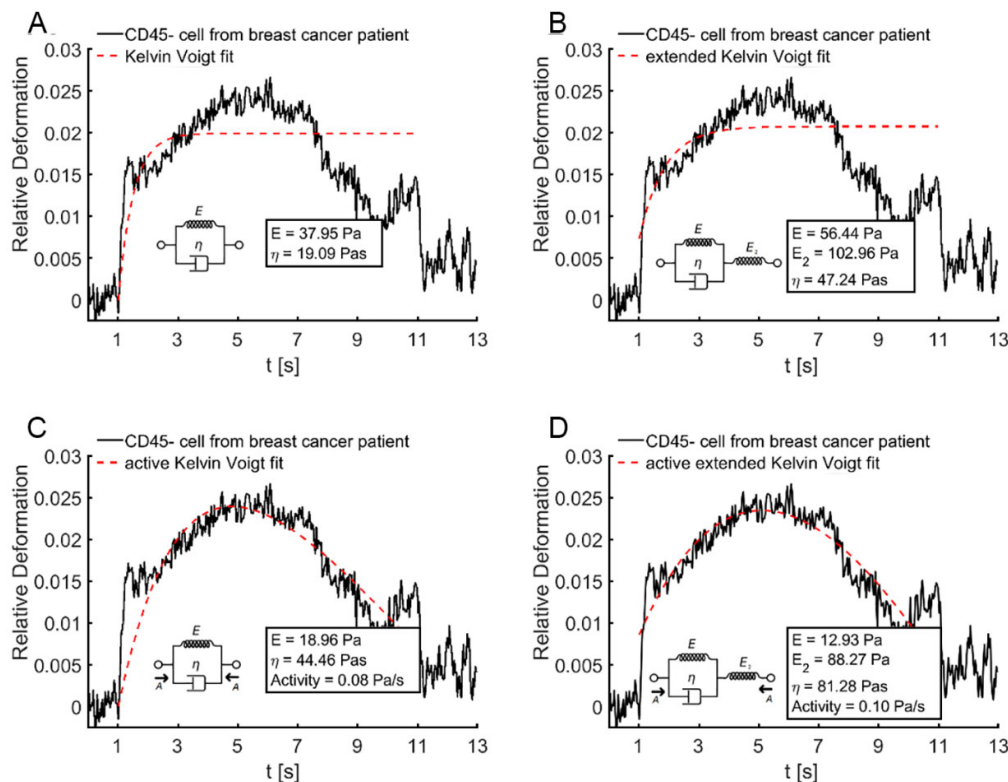 A
CD45- cell from breast cancer patient
Kelvin Voigt fit
0.03
0.025
0.02
0.015
0.01
0.005
0
Relative Deformation
E
η
E = 37.95 Pa
η = 19.09 Pas
1 3 5 7 9 11 13
t [s]
B
CD45- cell from breast cancer patient
extended Kelvin Voigt fit
0.03
0.025
0.02
0.015
0.01
0.005
0
Relative Deformation
E
η
E₂
E = 56.44 Pa
E₂ = 102.96 Pa
η = 47.24 Pas
1 3 5 7 9 11 13
t [s]
C
CD45- cell from breast cancer patient
active Kelvin Voigt fit
0.03
0.025
0.02
0.015
0.01
0.005
0
Relative Deformation
E
η
A A
E = 18.96 Pa
η = 44.46 Pas
Activity = 0.08 Pa/s
1 3 5 7 9 11 13
t [s]
D
CD45- cell from breast cancer patient
active extended Kelvin Voigt fit
0.03
0.025
0.02
0.015
0.01
0.005
0
Relative Deformation
E
η
E₂
A A
E = 12.93 Pa
E₂ = 88.27 Pa
η = 81.28 Pas
Activity = 0.10 Pa/s
1 3 5 7 9 11 13
t [s]